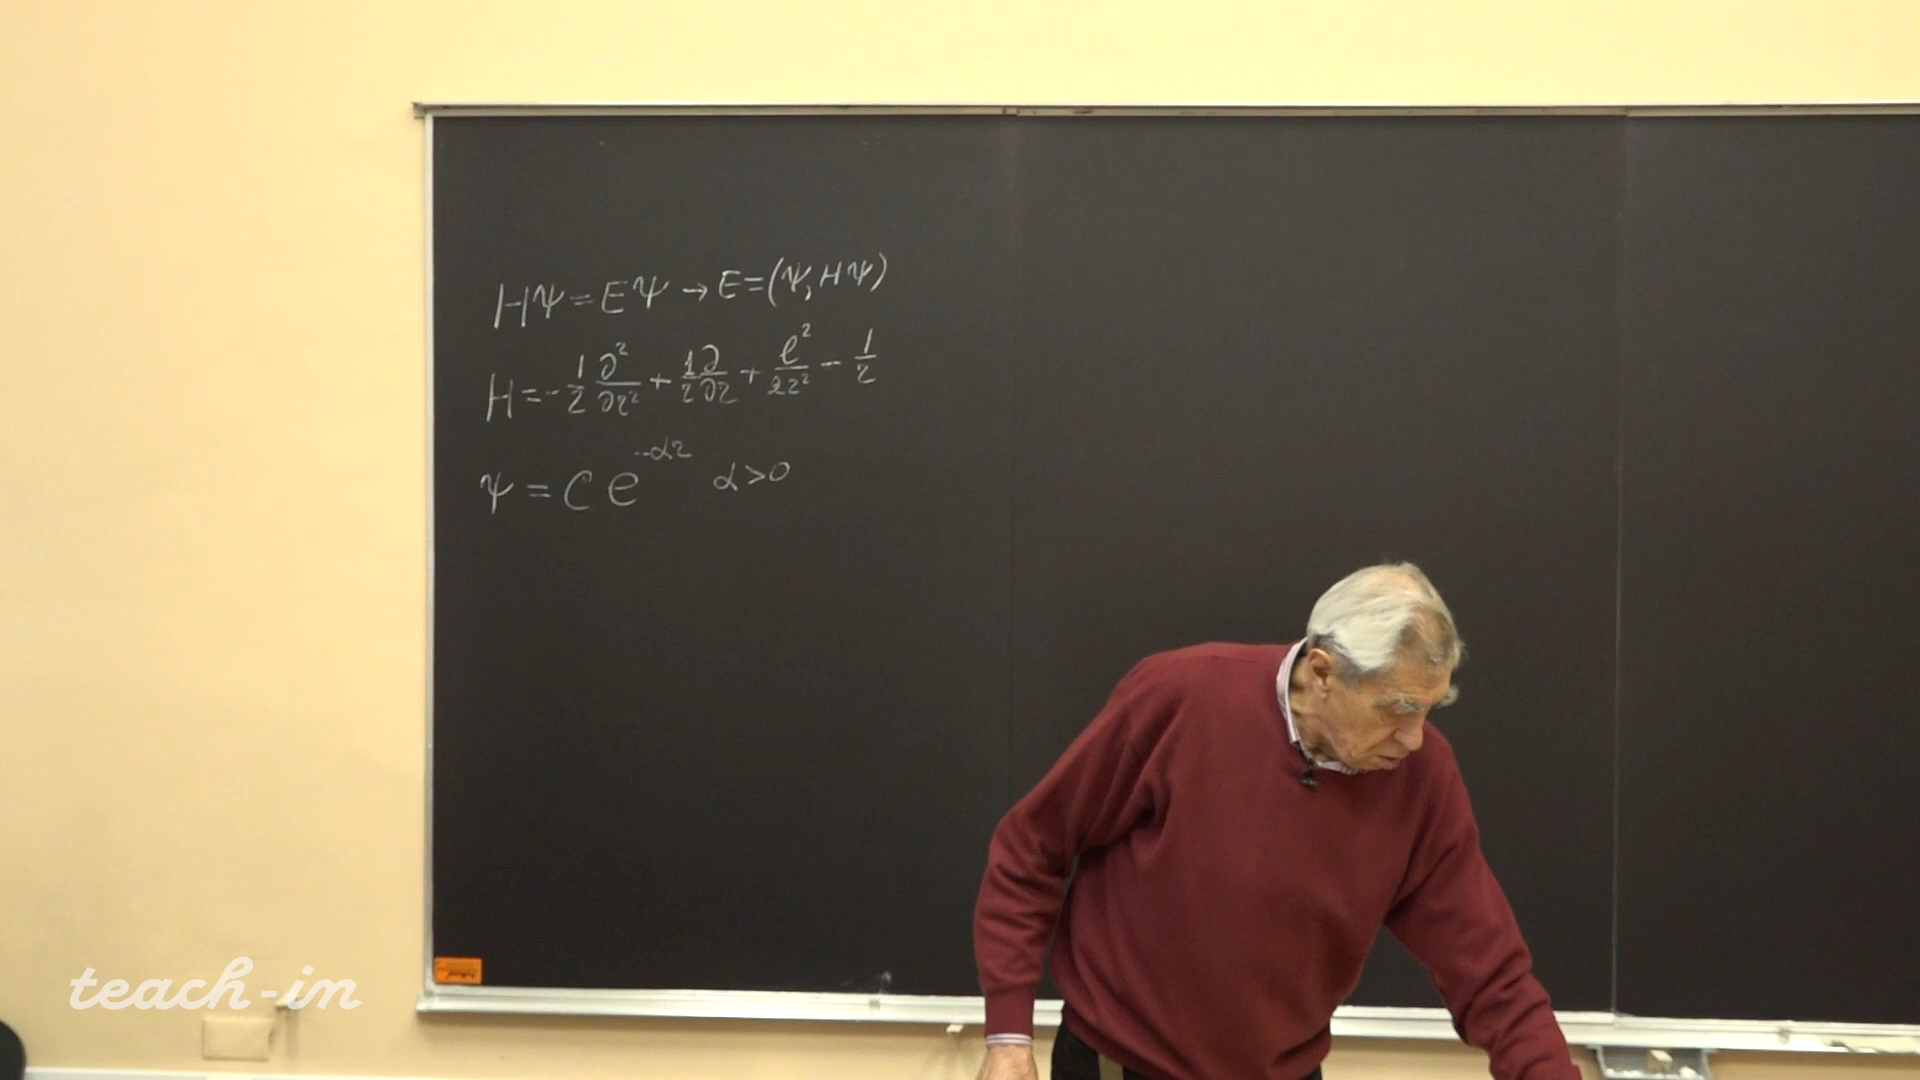 HΨ = EΨ → E = (Ψ, HΨ)
H = - 1/2 ∂²/∂r² + 1/r ∂/∂r + ℓ²/2r² - 1/r
Ψ = C e^{-αr} α > 0
teach-in